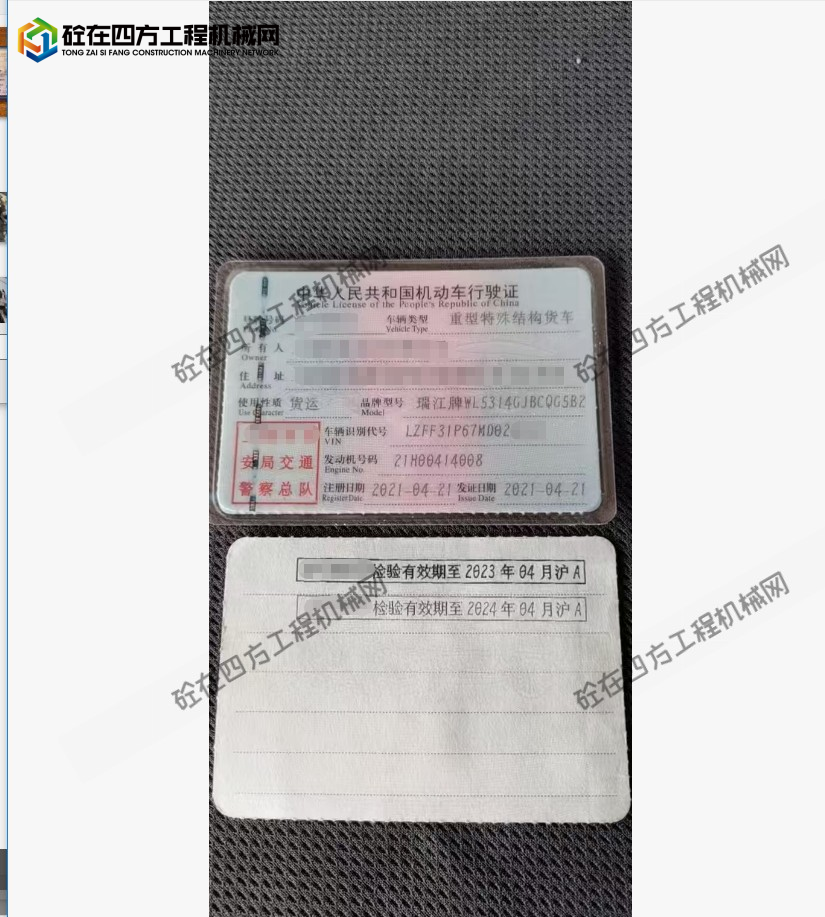 砼在四方工程机械网
TONG ZAI SI FANG CONSTRUCTION MACHINERY NETWORK
中华人民共和国机动车行驶证
Vehicle License of the People's Republic of China
车辆类型 重型特殊结构货车
Vehicle Type
所有人
Owner
住 址
Address
使用性质 货运 品牌型号 瑞江牌WL5314GJBCQG5B2
Use Character Model
车辆识别代号 LZFF31P67MD02
VIN
安局交通 发动机号码 21H00414008
Engine No.
警察总队 注册日期 2021-04-21 发证日期 2021-04-21
Register Date Issue Date
检验有效期至2023年04月沪A
检验有效期至2024年04月沪A
砼在四方工程机械网
砼在四方工程机械网
砼在四方工程机械网
砼在四方工程机械网